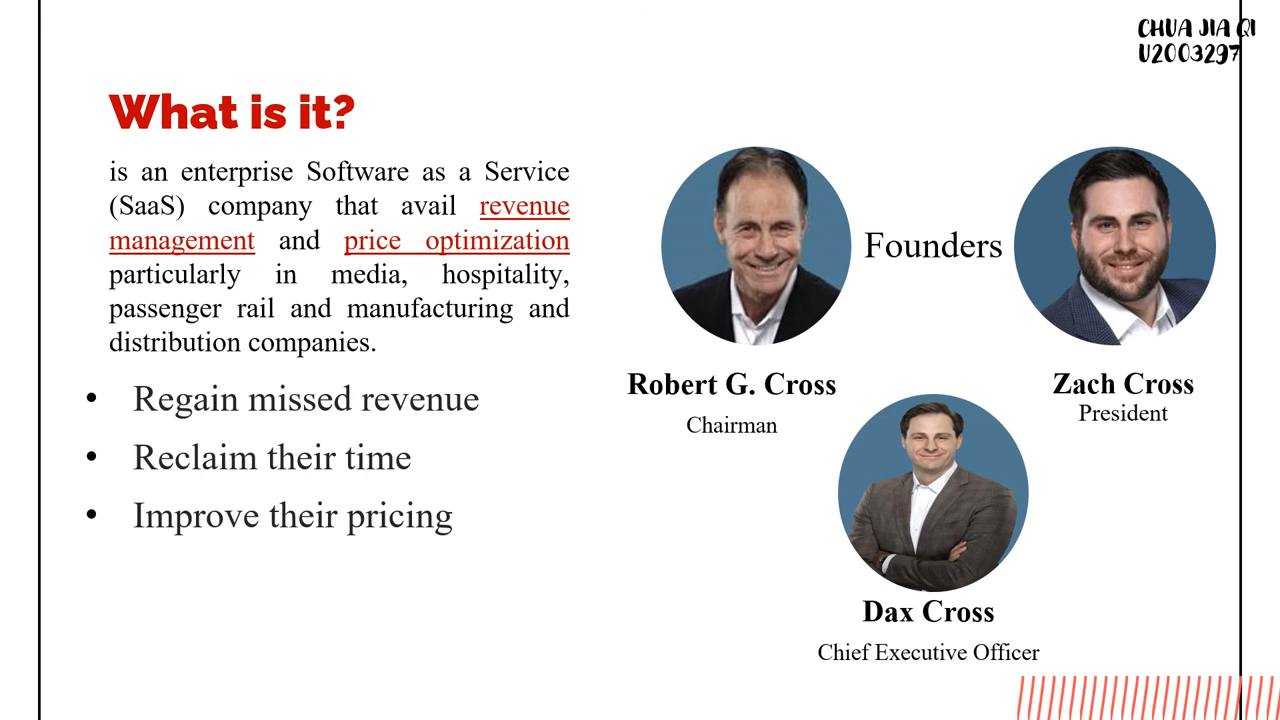 CHUA JIA QI
U2003297
What is it?
is an enterprise Software as a Service
(SaaS) company that avail revenue
management and price optimization
particularly in media, hospitality,
passenger rail and manufacturing and
distribution companies.
• Regain missed revenue
• Reclaim their time
• Improve their pricing
Founders
Robert G. Cross
Chairman
Zach Cross
President
Dax Cross
Chief Executive Officer